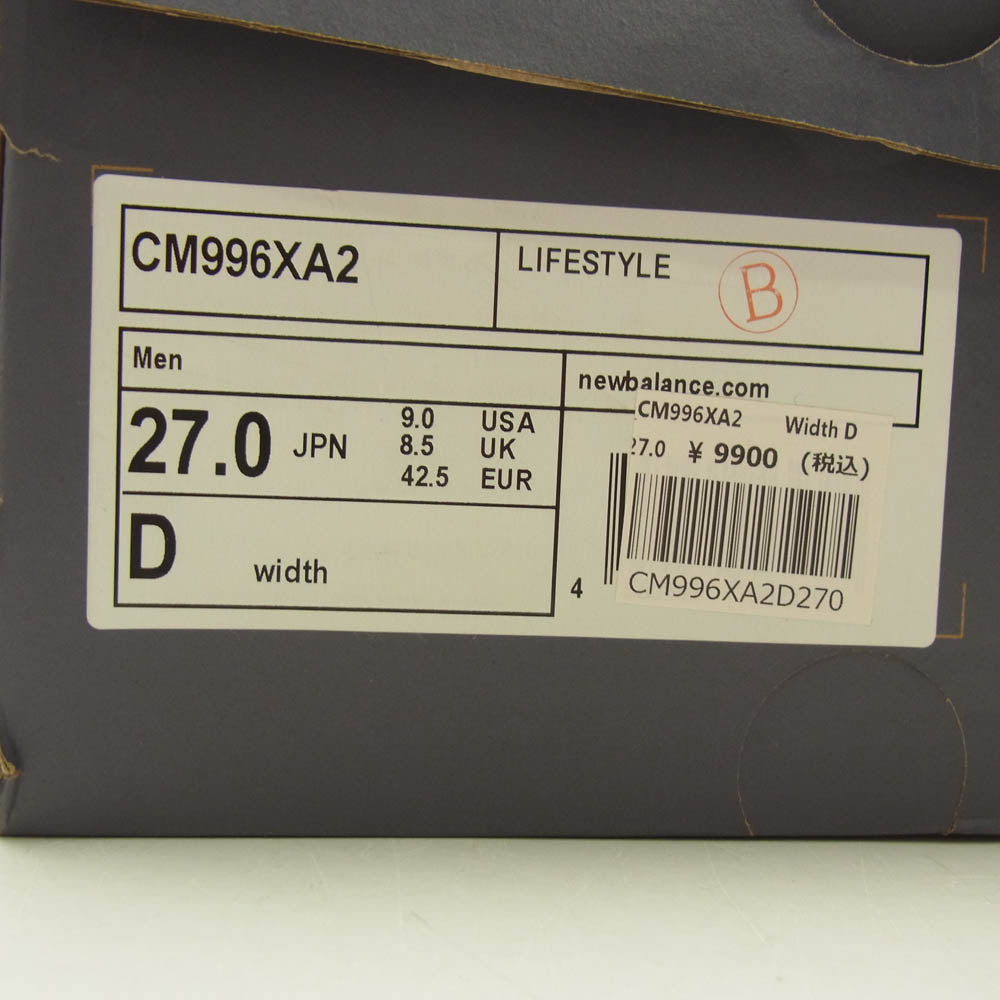 CM996XA2
LIFESTYLE
B
Men
27.0 JPN
9.0 USA
8.5 UK
42.5 EUR
D width
newbalance.com
CM996XA2 Width D
27.0 ¥ 9900 (税込)
CM996XA2D270
4